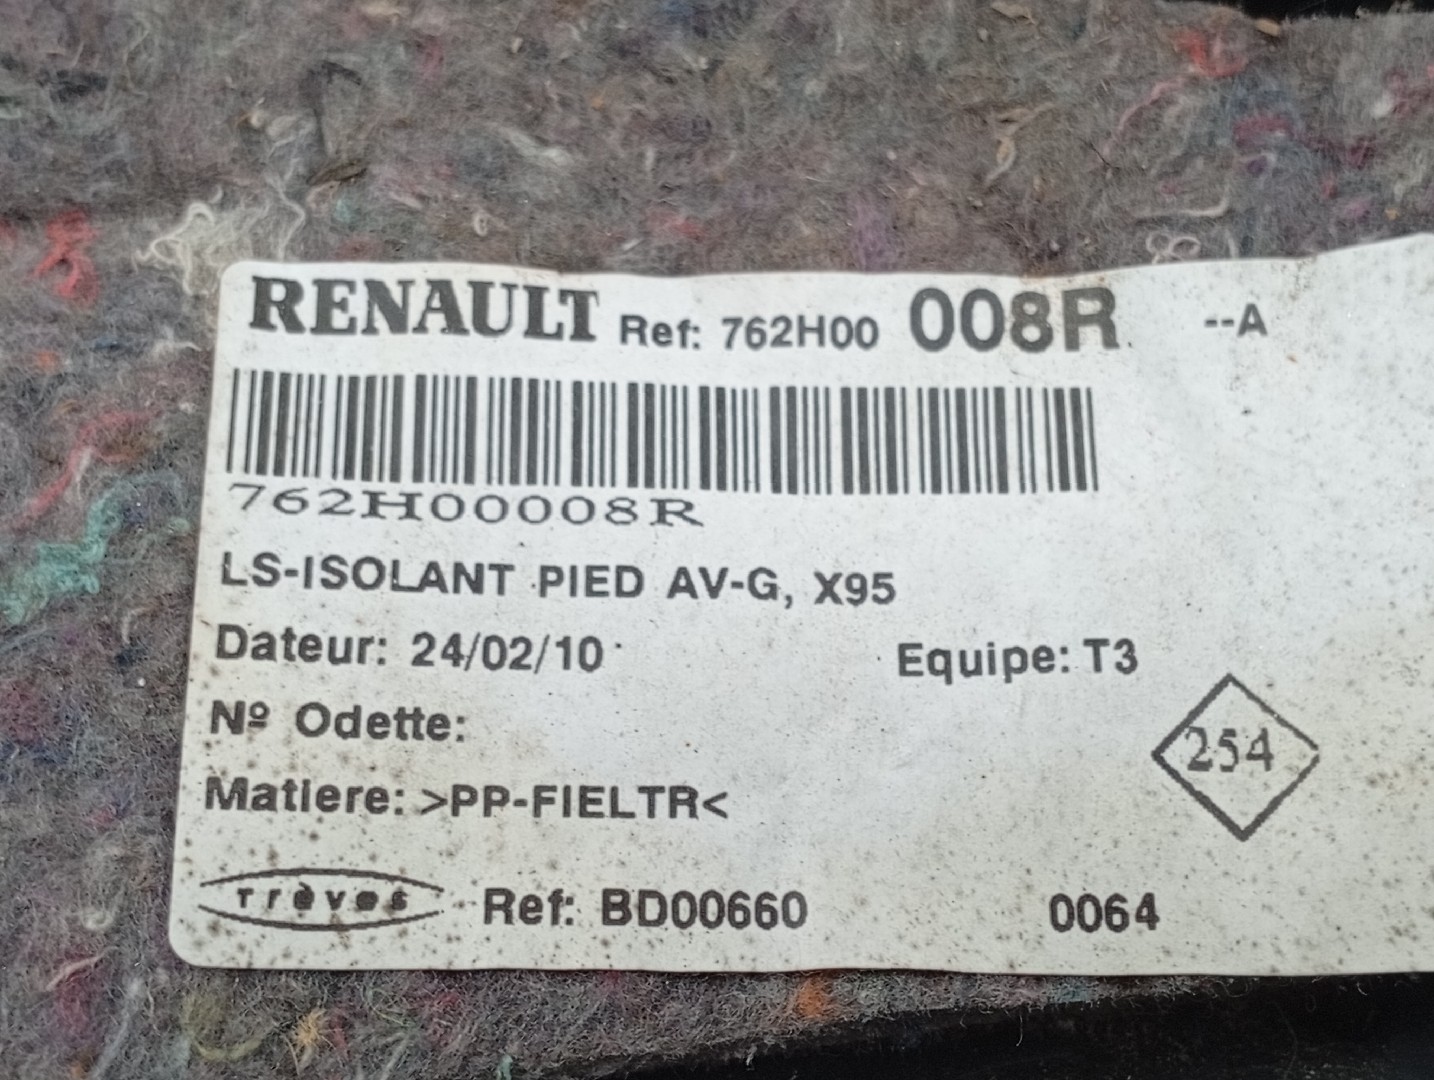 RENAULT Ref: 762H00 008R --A
762H00008R
LS-ISOLANT PIED AV-G, X95
Dateur: 24/02/10 Equipe: T3
Nº Odette:
254
Matiere: >PP-FIELTR<
Trèves Ref: BD00660 0064